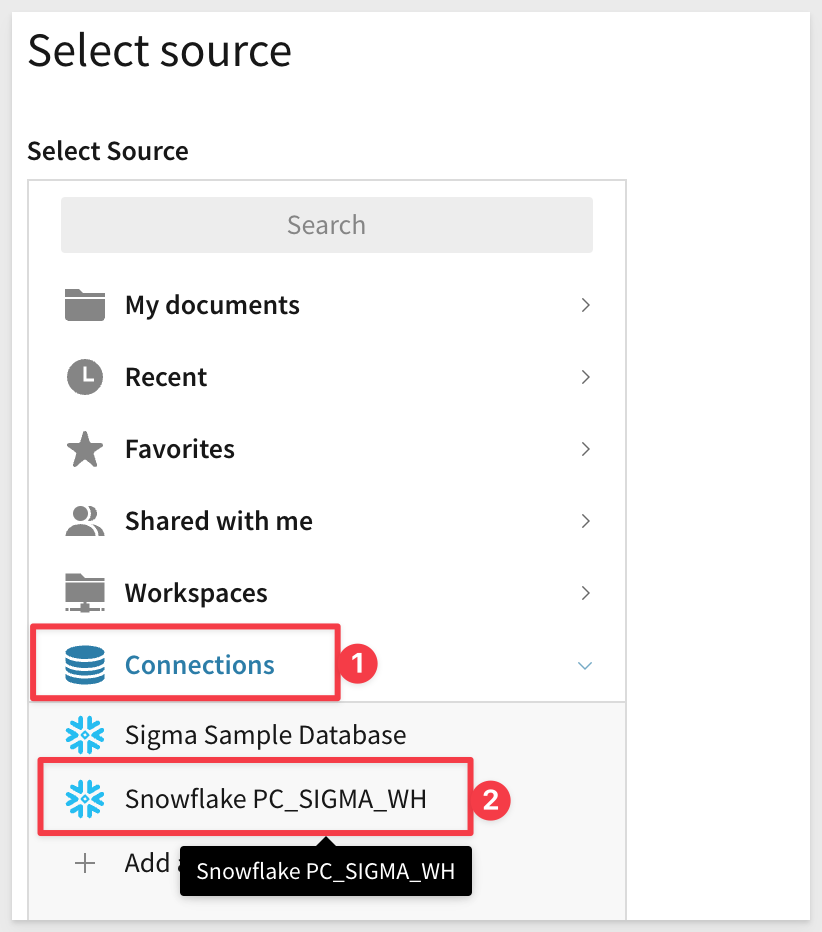 Select source
Select Source
Search
My documents
Recent
Favorites
Shared with me
Workspaces
Connections 1
Sigma Sample Database
Snowflake PC_SIGMA_WH 2
Add
Snowflake PC_SIGMA_WH